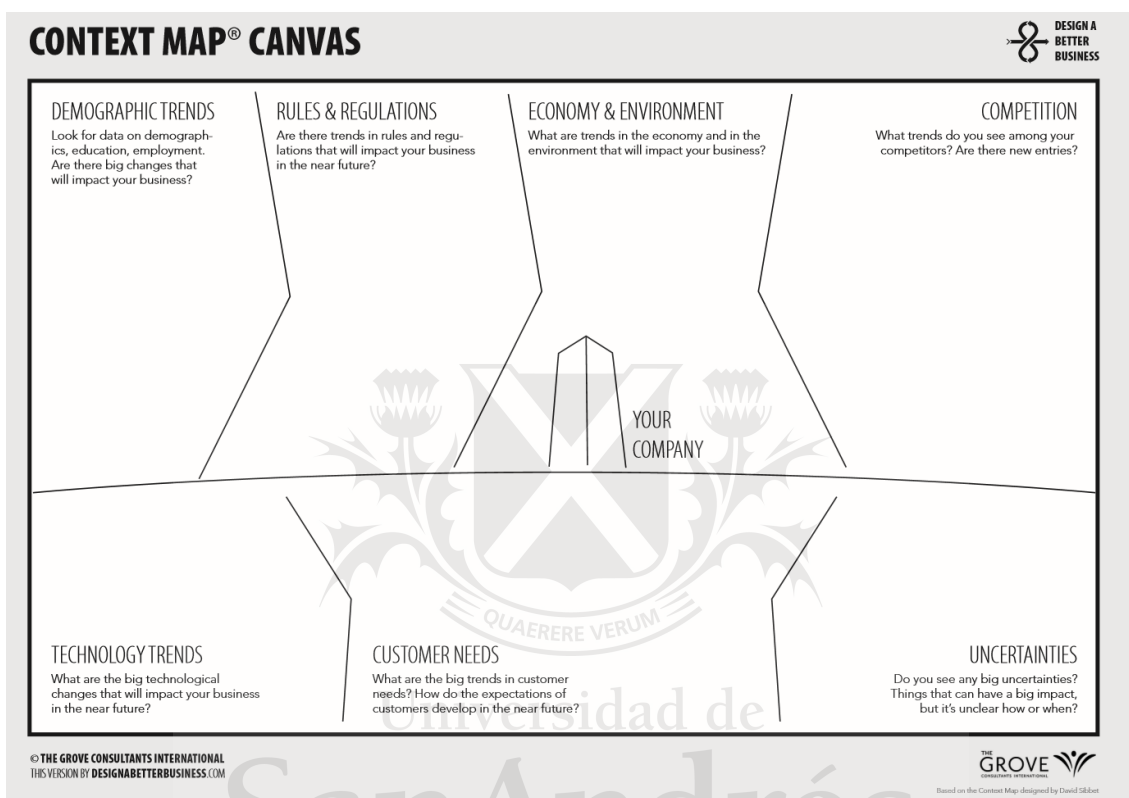 CONTEXT MAP® CANVAS
DESIGN A
BETTER
BUSINESS
DEMOGRAPHIC TRENDS
Look for data on demograph-
ics, education, employment.
Are there big changes that
will impact your business?
RULES & REGULATIONS
Are there trends in rules and regu-
lations that will impact your business
in the near future?
ECONOMY & ENVIRONMENT
What are trends in the economy and in the
environment that will impact your business?
COMPETITION
What trends do you see among your
competitors? Are there new entries?
YOUR
COMPANY
QUAERERE VERUM
TECHNOLOGY TRENDS
What are the big technological
changes that will impact your business
in the near future?
CUSTOMER NEEDS
What are the big trends in customer
needs? How do the expectations of
customers develop in the near future?
UNCERTAINTIES
Do you see any big uncertainties?
Things that can have a big impact,
but it's unclear how or when?
Universidad de
SanAndrés
© THE GROVE CONSULTANTS INTERNATIONAL
THIS VERSION BY DESIGNABETTERBUSINESS.COM
THE
GROVE
CONSULTANTS INTERNATIONAL
Based on the Context Map designed by David Sibbet